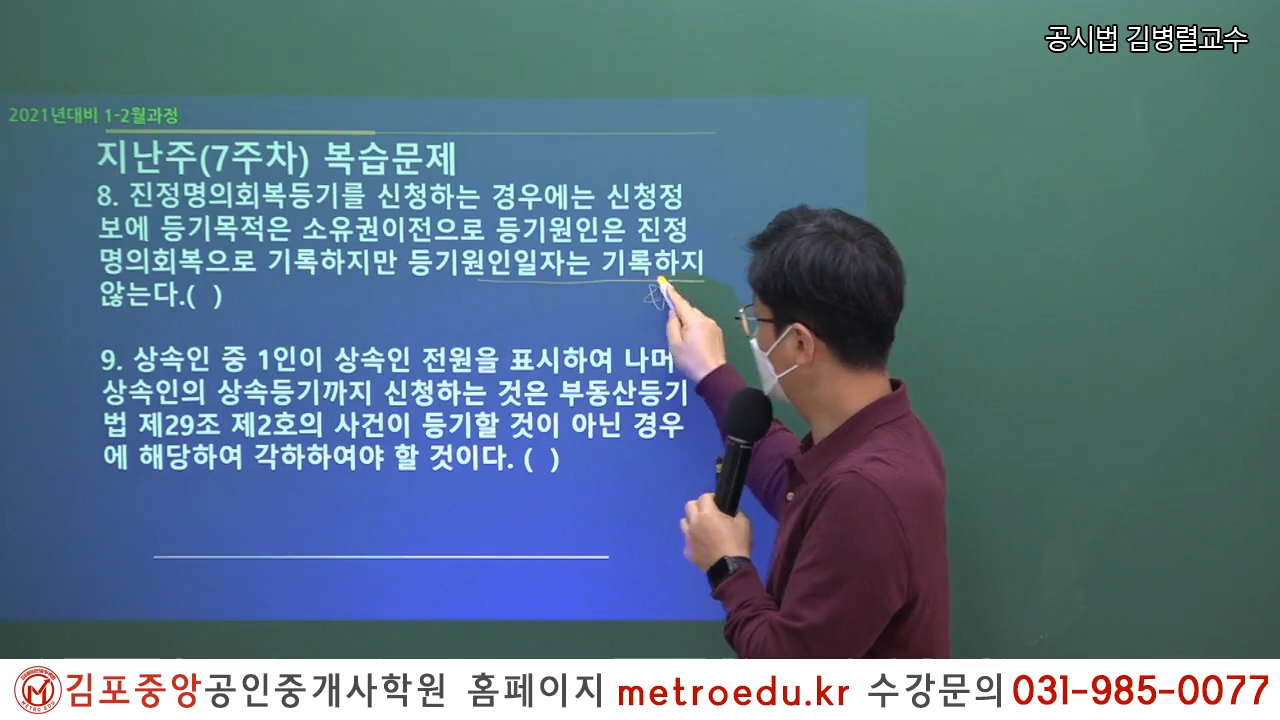 공시법 김병렬교수
2021년대비 1-2월과정
지난주(7주차) 복습문제
8. 진정명의회복등기를 신청하는 경우에는 신청정
보에 등기목적은 소유권이전으로 등기원인은 진정
명의회복으로 기록하지만 등기원인일자는 기록하지
않는다.( )
9. 상속인 중 1인이 상속인 전원을 표시하여 나머
상속인의 상속등기까지 신청하는 것은 부동산등기
법 제29조 제2호의 사건이 등기할 것이 아닌 경우
에 해당하여 각하하여야 할 것이다. ( )
김포중앙공인중개사학원 홈페이지 metroedu.kr 수강문의 031-985-0077